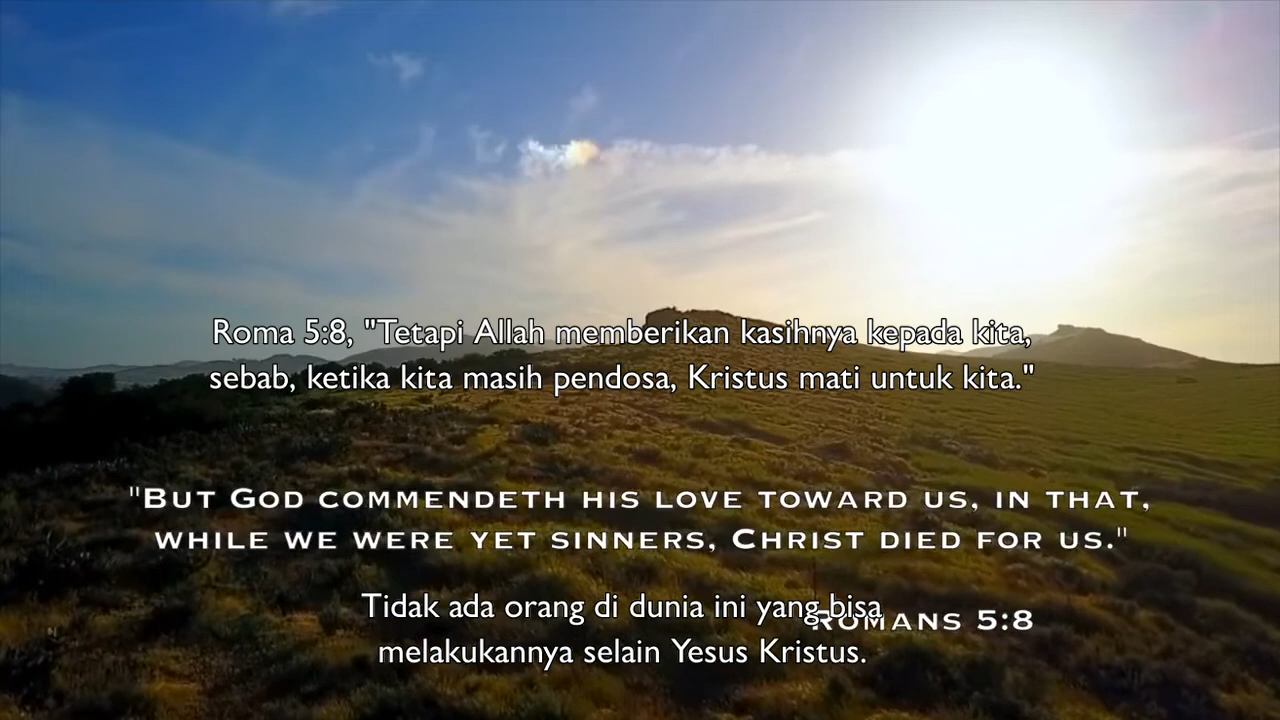 Roma 5:8, "Tetapi Allah memberikan kasihnya kepada kita,
sebab, ketika kita masih pendosa, Kristus mati untuk kita."
"But God commendeth his love toward us, in that,
while we were yet sinners, Christ died for us."
Romans 5:8
Tidak ada orang di dunia ini yang bisa
melakukannya selain Yesus Kristus.